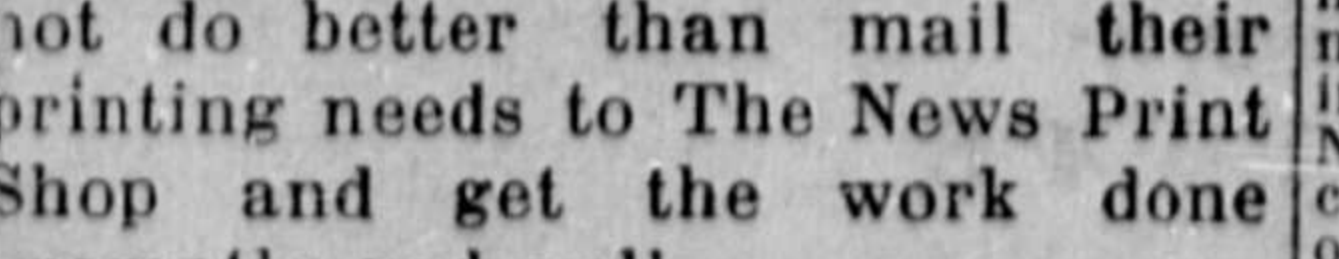 not do better than mail their
printing needs to The News Print
Shop and get the work done